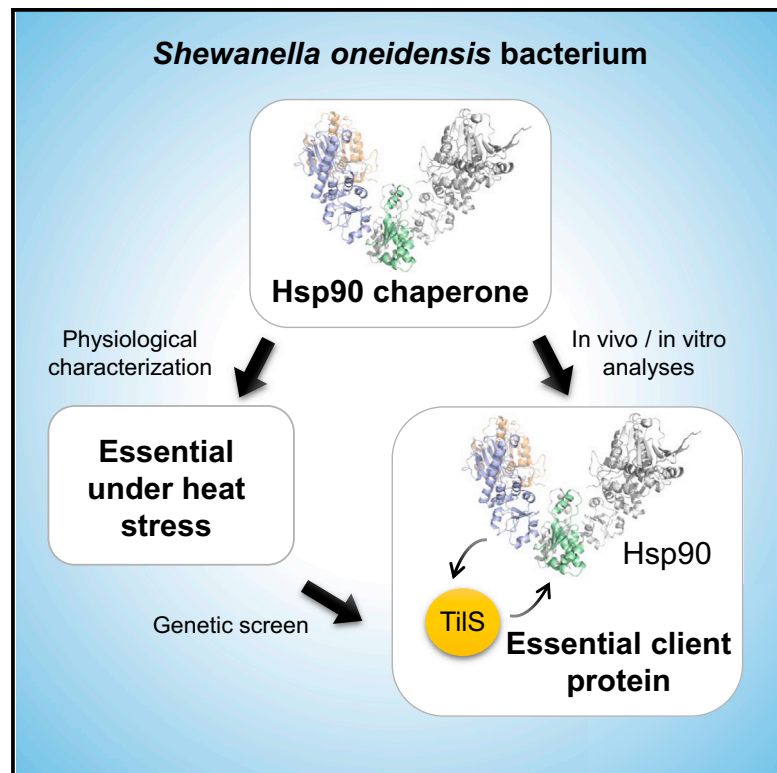 Shewanella oneidensis bacterium
Hsp90 chaperone
Physiological
characterization
In vivo / in vitro
analyses
Essential
under heat
stress
Hsp90
TilS
Genetic screen
Essential client
protein